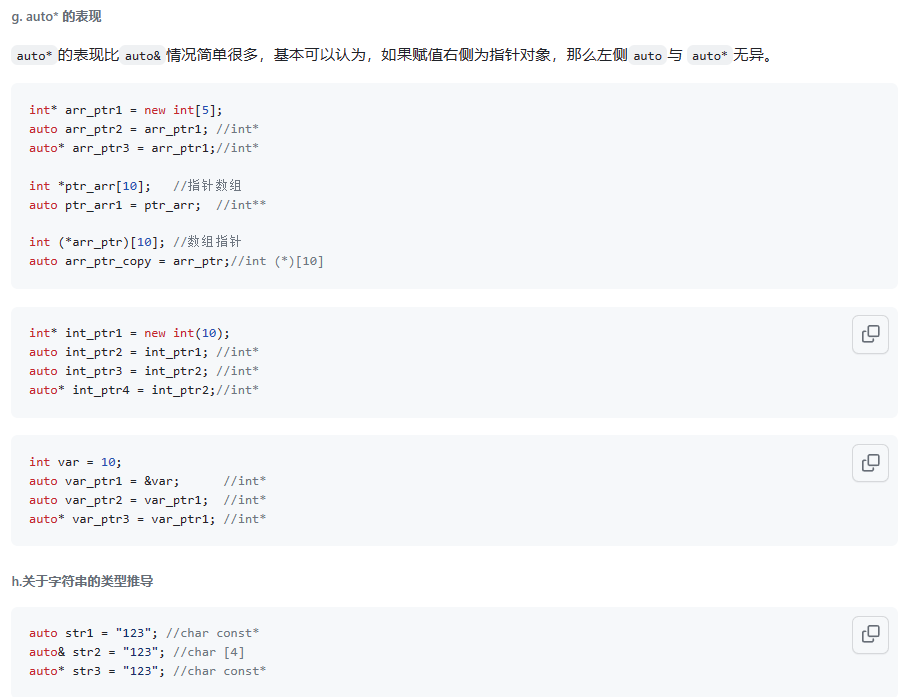 g. auto* 的表现
auto* 的表现比 auto& 情况简单很多，基本可以认为，如果赋值右侧为指针对象，那么左侧 auto 与 auto* 无异。
int* arr_ptr1 = new int[5];
auto arr_ptr2 = arr_ptr1; //int*
auto* arr_ptr3 = arr_ptr1;//int*
int *ptr_arr[10];   //指针数组
auto ptr_arr1 = ptr_arr;  //int**
int (*arr_ptr)[10]; //数组指针
auto arr_ptr_copy = arr_ptr;//int (*)[10]
int* int_ptr1 = new int(10);
auto int_ptr2 = int_ptr1; //int*
auto int_ptr3 = int_ptr2; //int*
auto* int_ptr4 = int_ptr2;//int*
int var = 10;
auto var_ptr1 = &var;      //int*
auto var_ptr2 = var_ptr1;  //int*
auto* var_ptr3 = var_ptr1; //int*
h.关于字符串的类型推导
auto str1 = "123"; //char const*
auto& str2 = "123"; //char [4]
auto* str3 = "123"; //char const*